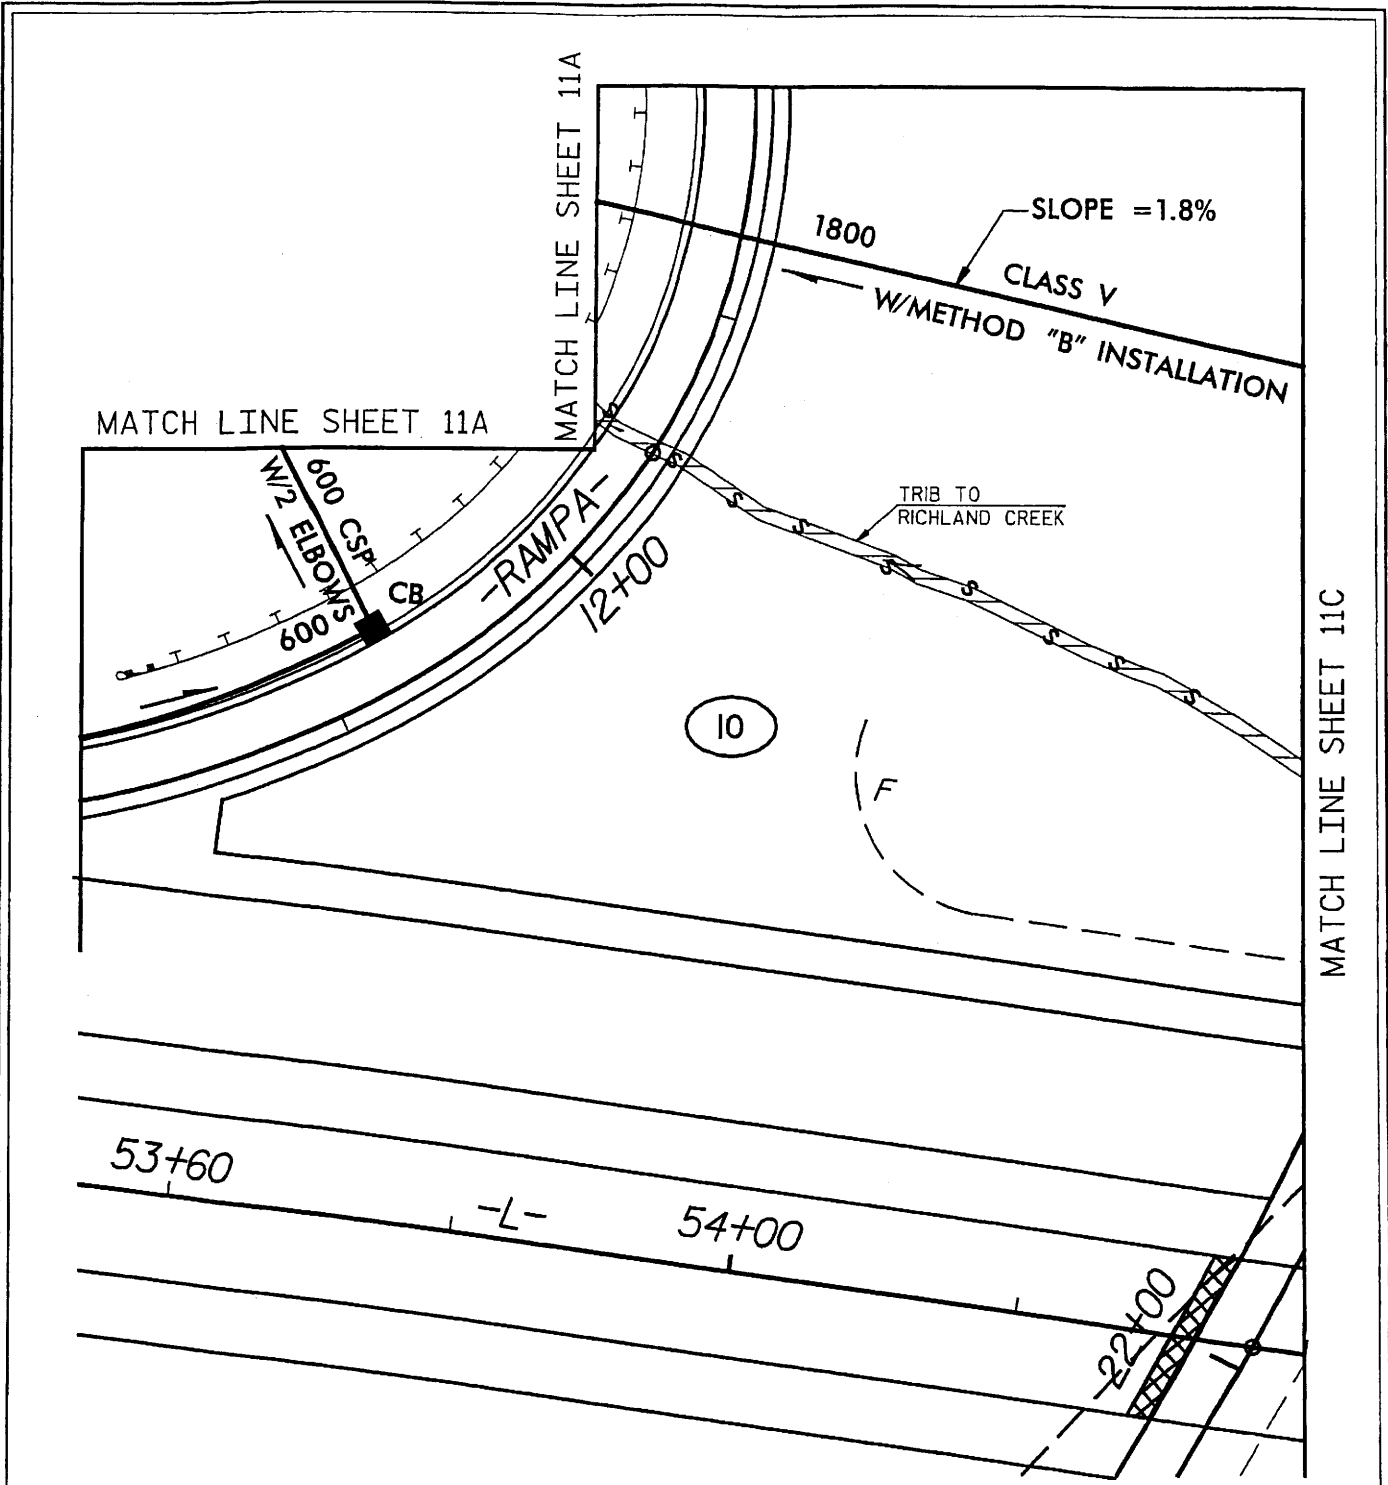 MATCH LINE SHEET 11A
SLOPE =1.8%
1800
CLASS V
W/METHOD "B" INSTALLATION
MATCH LINE SHEET 11A
600 CSP
W/2 ELBOWS
CB
600
-RAMPA-
12+00
TRIB TO
RICHLAND CREEK
S
S
S
S
S
S
S
S
S
10
F
MATCH LINE SHEET 11C
53+60
-L-
54+00
22+00